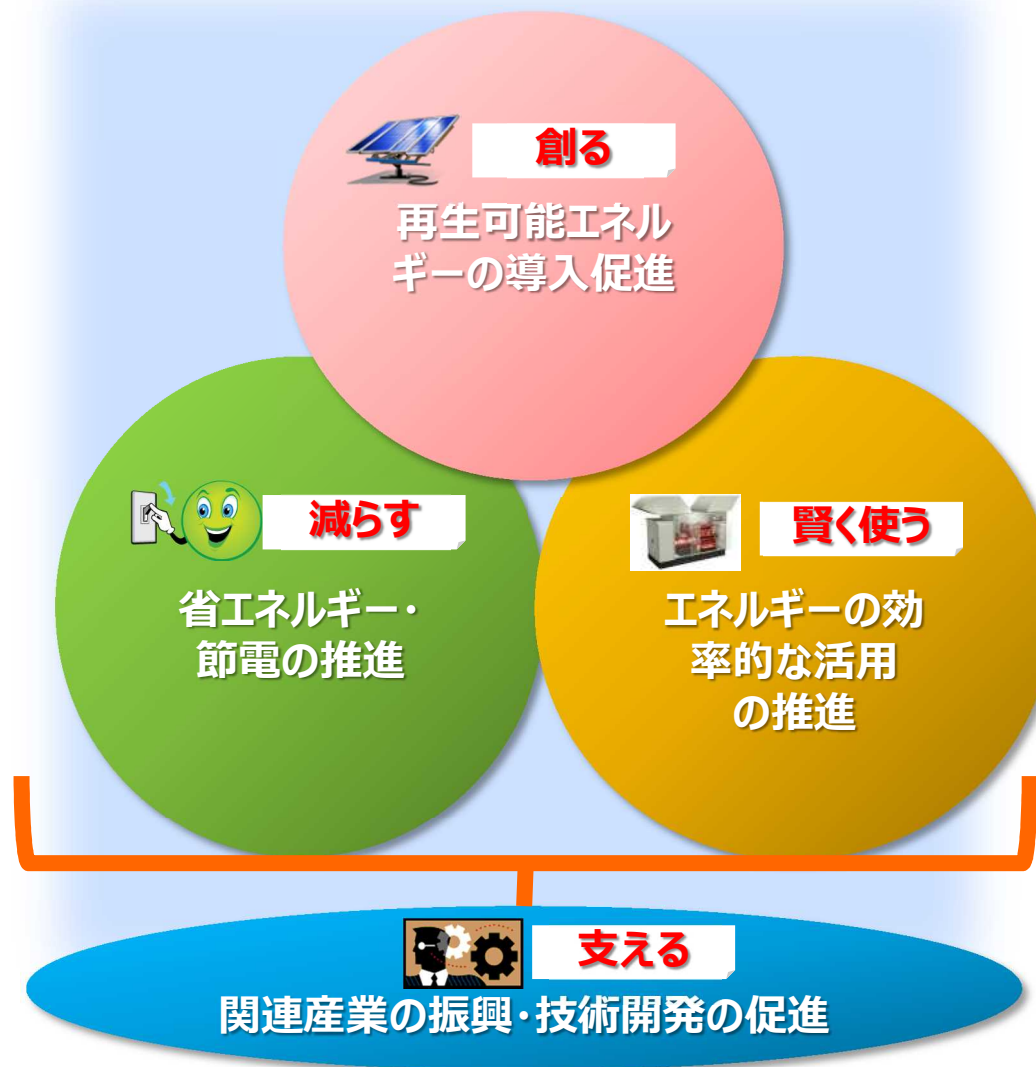 創る
再生可能エネル
ギーの導入促進
減らす
省エネルギー・
節電の推進
賢く使う
エネルギーの効
率的な活用
の推進
支える
関連産業の振興・技術開発の促進